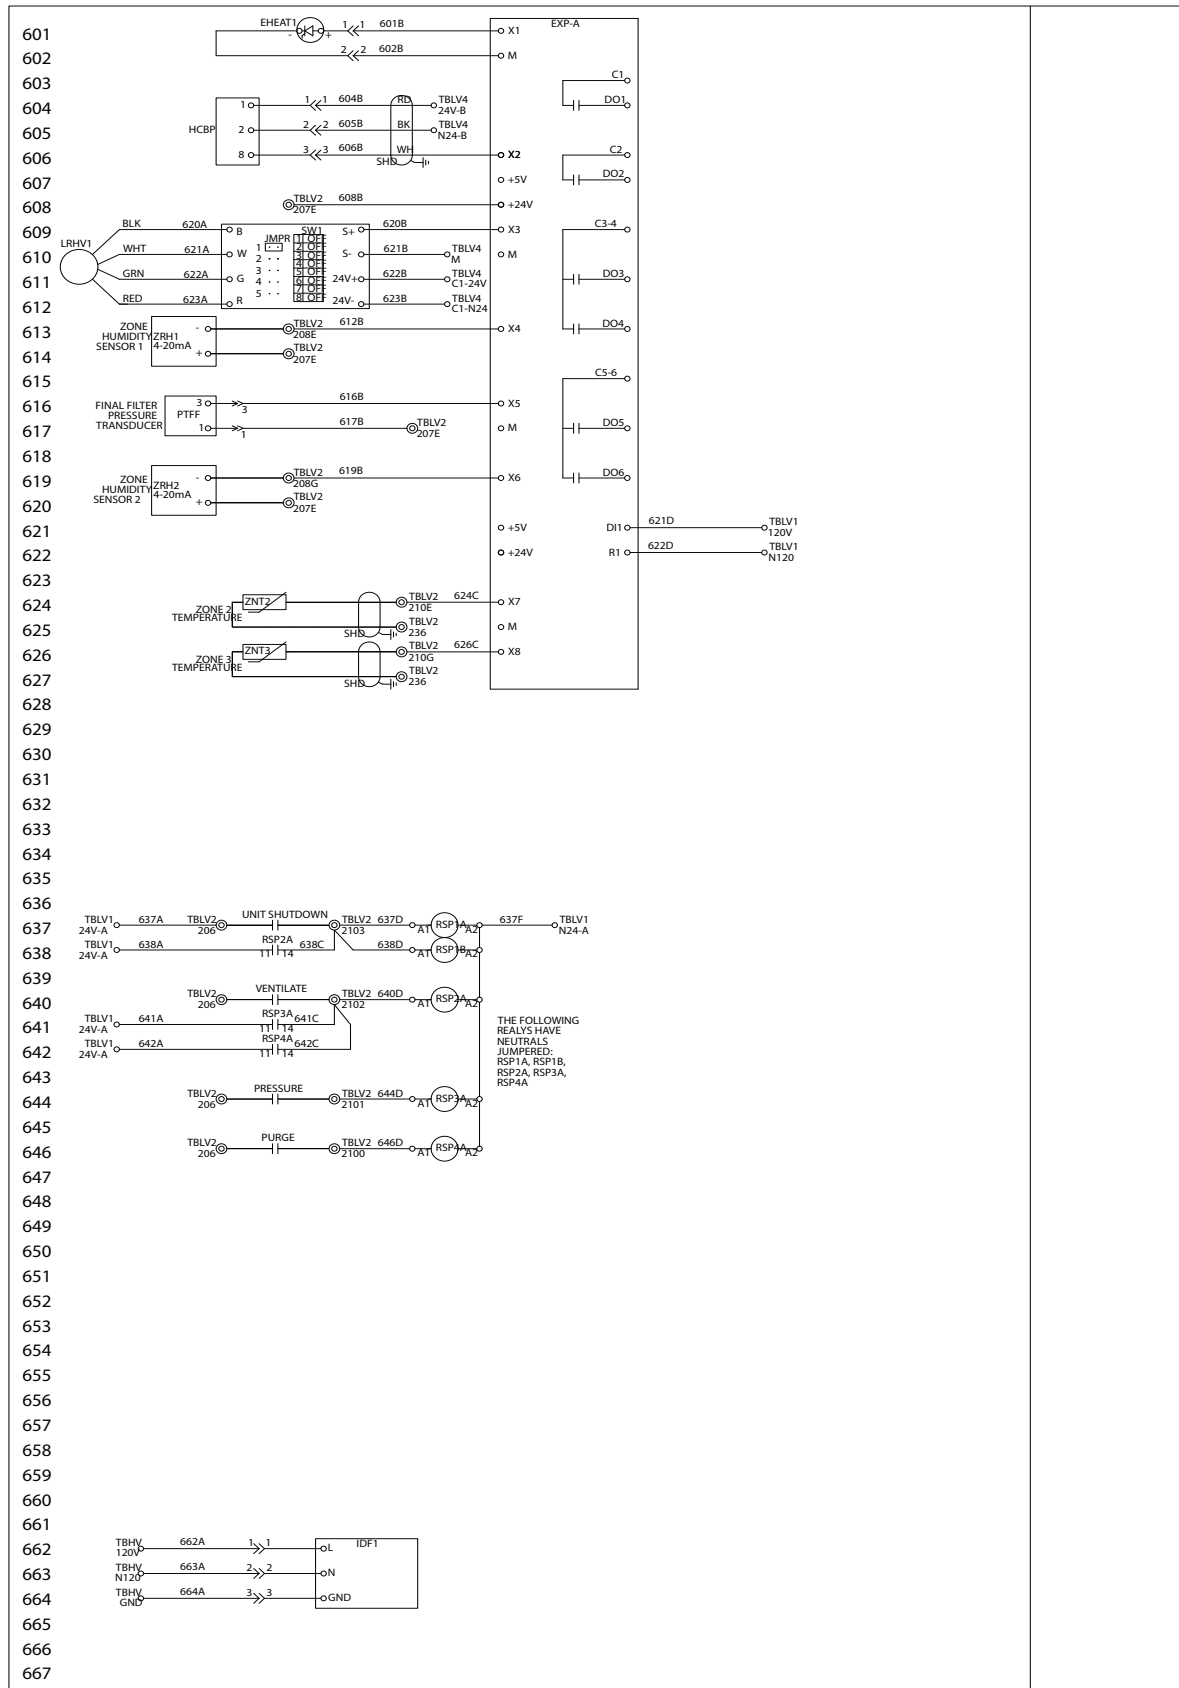 601 EHEAT1 - + 1 1 601B X1 EXP-A
602 2 2 602B M
603 C1
604 1 1 1 604B RD TBLV4 24V-B DO1
605 HCBP 2 2 2 605B BK TBLV4 N24-B
606 8 3 3 606B WH SHD X2 C2
607 +5V DO2
608 TBLV2 207E 608B +24V
609 BLK 620A B SW1 S+ 620B X3 C3-4
LRHV1
JMPR
1
2
3
4
5
1 OFF
2 OFF
3 OFF
4 OFF
5 OFF
6 OFF
7 OFF
8 OFF
610 WHT 621A W S- 621B TBLV4 M M
611 GRN 622A G 24V+ 622B TBLV4 C1-24V DO3
612 RED 623A R 24V- 623B TBLV4 C1-N24
613 ZONE HUMIDITY SENSOR 1 ZRH1 4-20mA - TBLV2 208E 612B X4 DO4
614 + TBLV2 207E
615 C5-6
616 FINAL FILTER PRESSURE TRANSDUCER PTFF 3 3 616B X5
617 1 1 617B TBLV2 207E M DO5
618
619 ZONE HUMIDITY SENSOR 2 ZRH2 4-20mA - TBLV2 208G 619B X6 DO6
620 + TBLV2 207E
621 +5V DI1 621D TBLV1 120V
622 +24V R1 622D TBLV1 N120
623
624 ZONE 2 TEMPERATURE ZNT2 TBLV2 210E 624C X7
625 SHD TBLV2 236 M
626 ZONE 3 TEMPERATURE ZNT3 TBLV2 210G 626C X8
627 SHD TBLV2 236
628
629
630
631
632
633
634
635
636
637 TBLV1 24V-A 637A TBLV2 206 UNIT SHUTDOWN TBLV2 2103 637D A1 RSP1A A2 637F TBLV1 N24-A
638 TBLV1 24V-A 638A RSP2A 11 14 638C 638D A1 RSP1B A2
639
640 TBLV2 206 VENTILATE TBLV2 2102 640D A1 RSP2A A2
641 TBLV1 24V-A 641A RSP3A 11 14 641C
642 TBLV1 24V-A 642A RSP4A 11 14 642C
THE FOLLOWING
REALYS HAVE
NEUTRALS
JUMPERED:
RSP1A, RSP1B,
RSP2A, RSP3A,
RSP4A
643
644 TBLV2 206 PRESSURE TBLV2 2101 644D A1 RSP3A A2
645
646 TBLV2 206 PURGE TBLV2 2100 646D A1 RSP4A A2
647
648
649
650
651
652
653
654
655
656
657
658
659
660
661
662 TBHV 120V 662A 1 1 L IDF1
663 TBHV N120 663A 2 2 N
664 TBHV GND 664A 3 3 GND
665
666
667